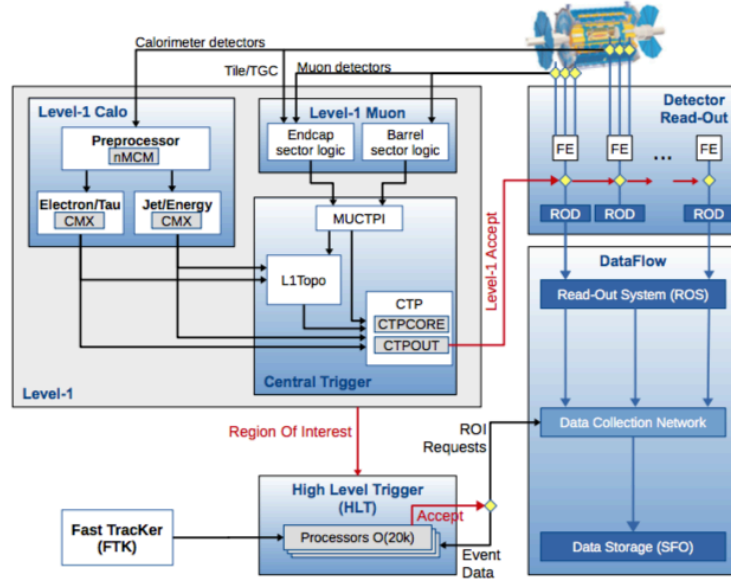 Calorimeter detectors
Tile/TGC
Muon detectors
Level-1 Calo
Preprocessor
nMCM
Electron/Tau
CMX
Jet/Energy
CMX
Level-1 Muon
Endcap
sector logic
Barrel
sector logic
MUCTPI
L1Topo
CTP
CTPCORE
CTPOUT
Central Trigger
Level-1
Level-1 Accept
Detector
Read-Out
FE
FE
...
FE
ROD
ROD
ROD
DataFlow
Read-Out System (ROS)
Data Collection Network
Data Storage (SFO)
Region Of Interest
ROI
Requests
High Level Trigger
(HLT)
Accept
Processors O(20k)
Event
Data
Fast TracKer
(FTK)